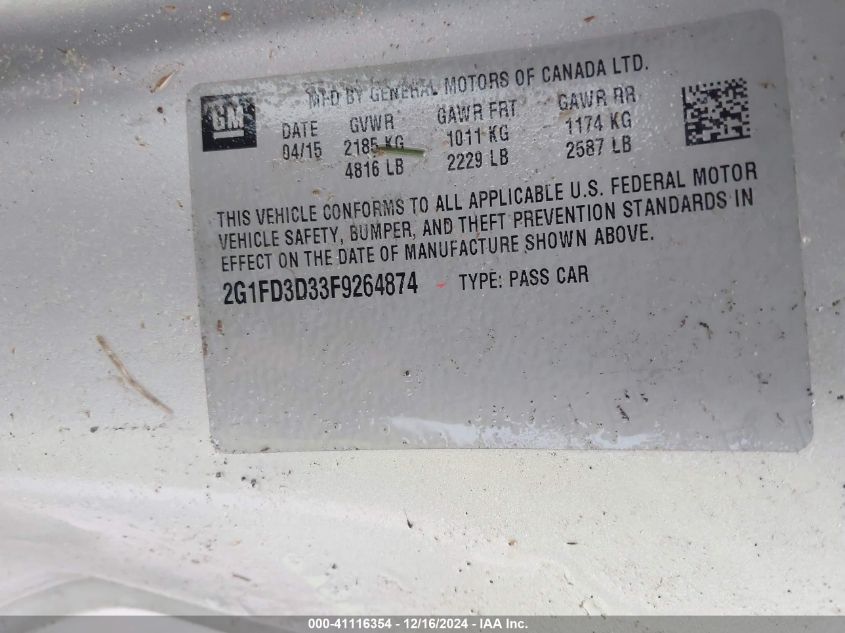 MFD BY GENERAL MOTORS OF CANADA LTD.
GM
DATE GVWR GAWR FRT GAWR RR
04/15 2185 KG 1011 KG 1174 KG
4816 LB 2229 LB 2587 LB
THIS VEHICLE CONFORMS TO ALL APPLICABLE U.S. FEDERAL MOTOR
VEHICLE SAFETY, BUMPER, AND THEFT PREVENTION STANDARDS IN
EFFECT ON THE DATE OF MANUFACTURE SHOWN ABOVE.
2G1FD3D33F9264874 TYPE: PASS CAR
000-41116354 - 12/16/2024 - IAA Inc.